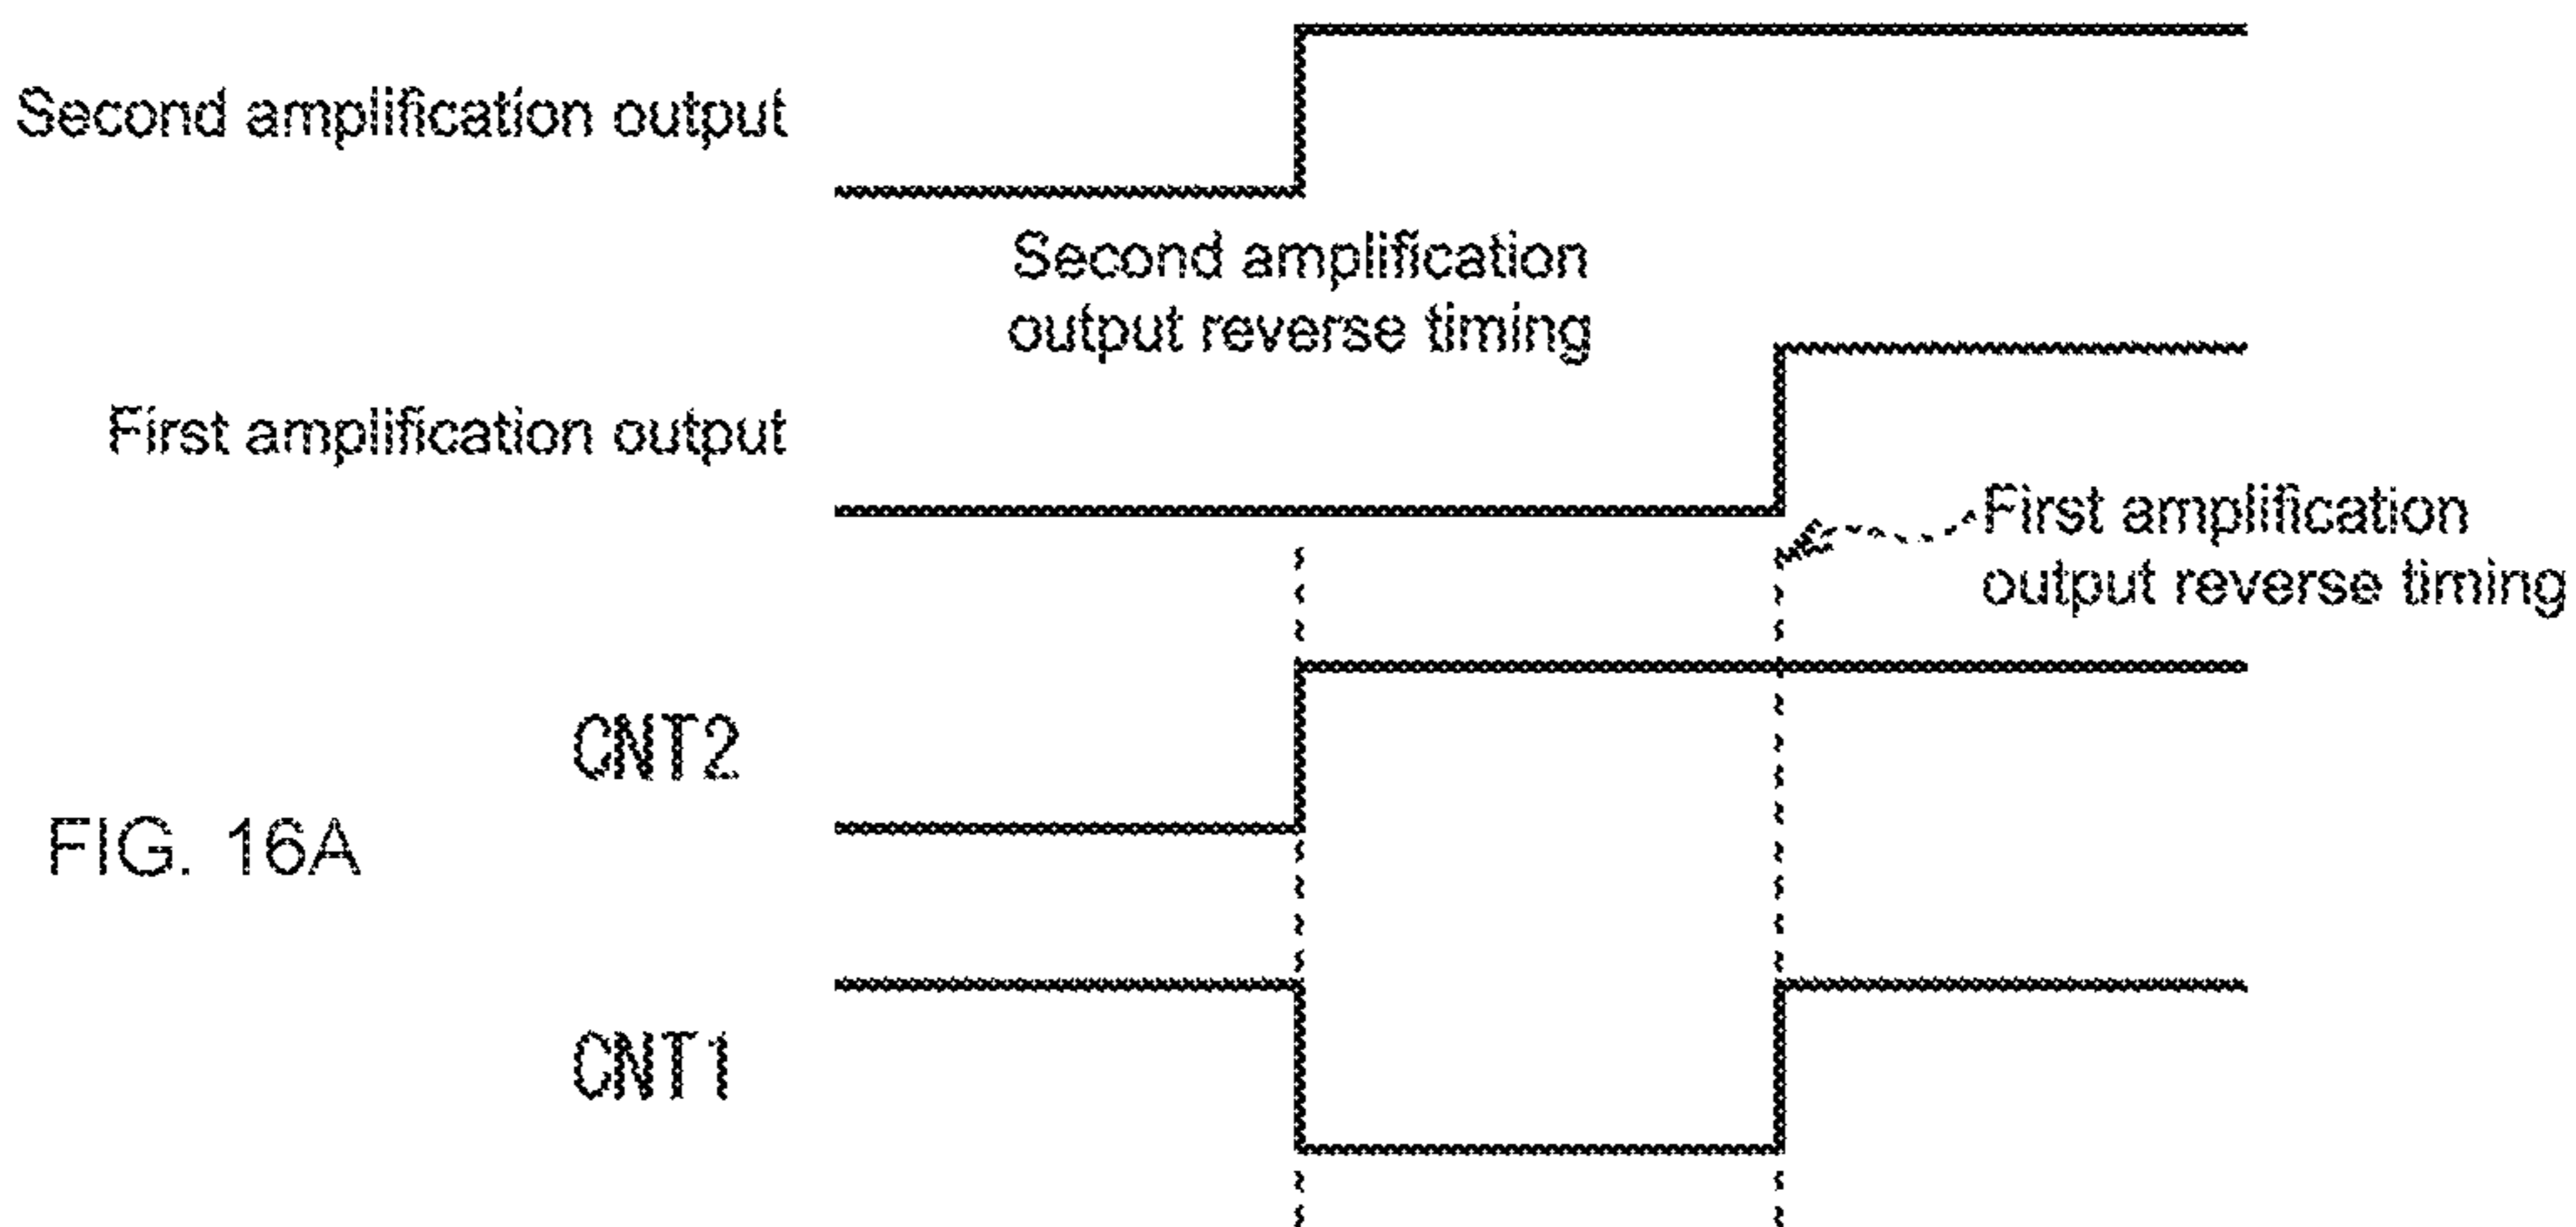 Second amplification output
Second amplification
output reverse timing
First amplification output
First amplification
output reverse timing
CNT2
FIG. 16A
CNT1